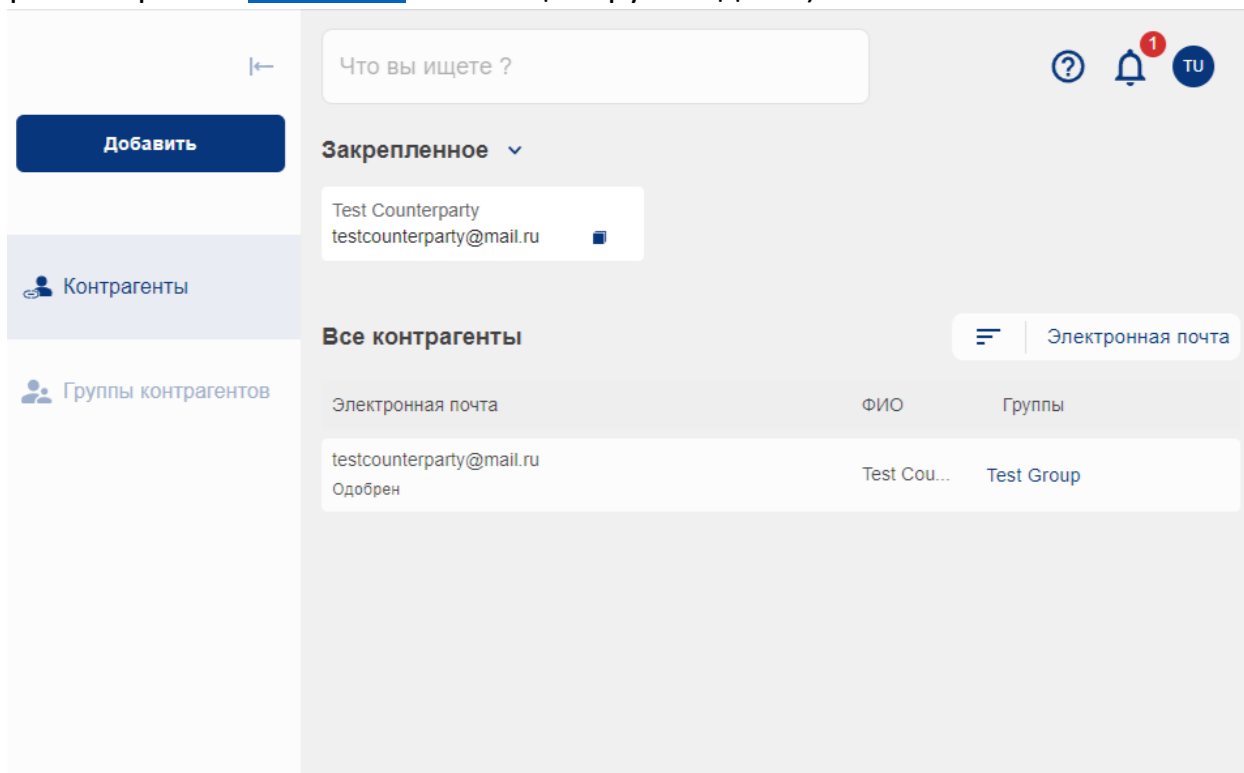 Что вы ищете ?
1
TU
Добавить
Закрепленное
Test Counterparty
testcounterparty@mail.ru
Контрагенты
Все контрагенты
Электронная почта
Группы контрагентов
Электронная почта ФИО Группы
testcounterparty@mail.ru
Одобрен
Test Cou... Test Group